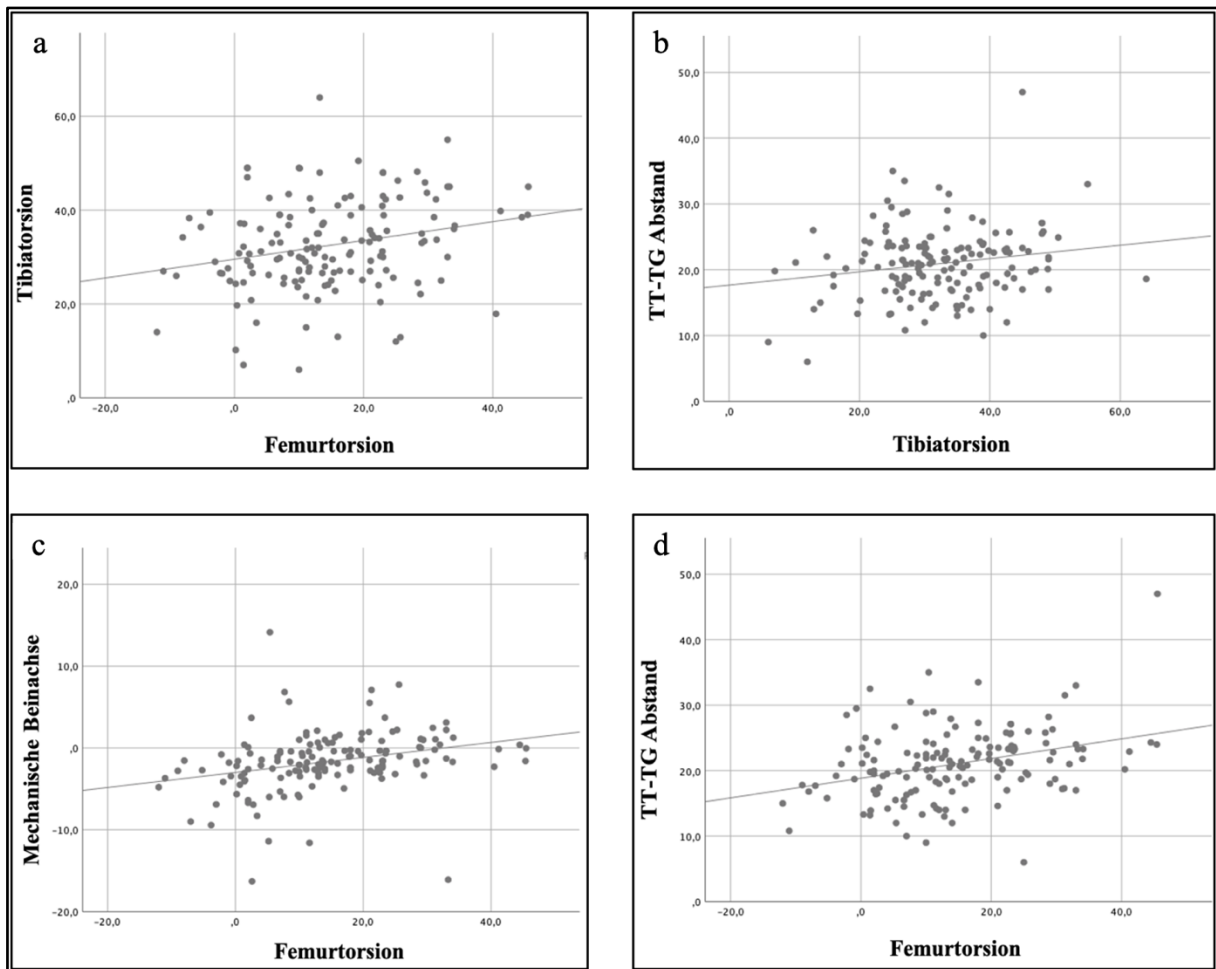 a
Tibiatorsion
60,0
40,0
20,0
,0
-20,0 ,0 20,0 40,0
Femurtorsion
b
TT-TG Abstand
50,0
40,0
30,0
20,0
10,0
,0
,0 20,0 40,0 60,0
Tibiatorsion
c
Mechanische Beinachse
20,0
10,0
,0
-10,0
-20,0
-20,0 ,0 20,0 40,0
Femurtorsion
d
TT-TG Abstand
50,0
40,0
30,0
20,0
10,0
,0
-20,0 ,0 20,0 40,0
Femurtorsion